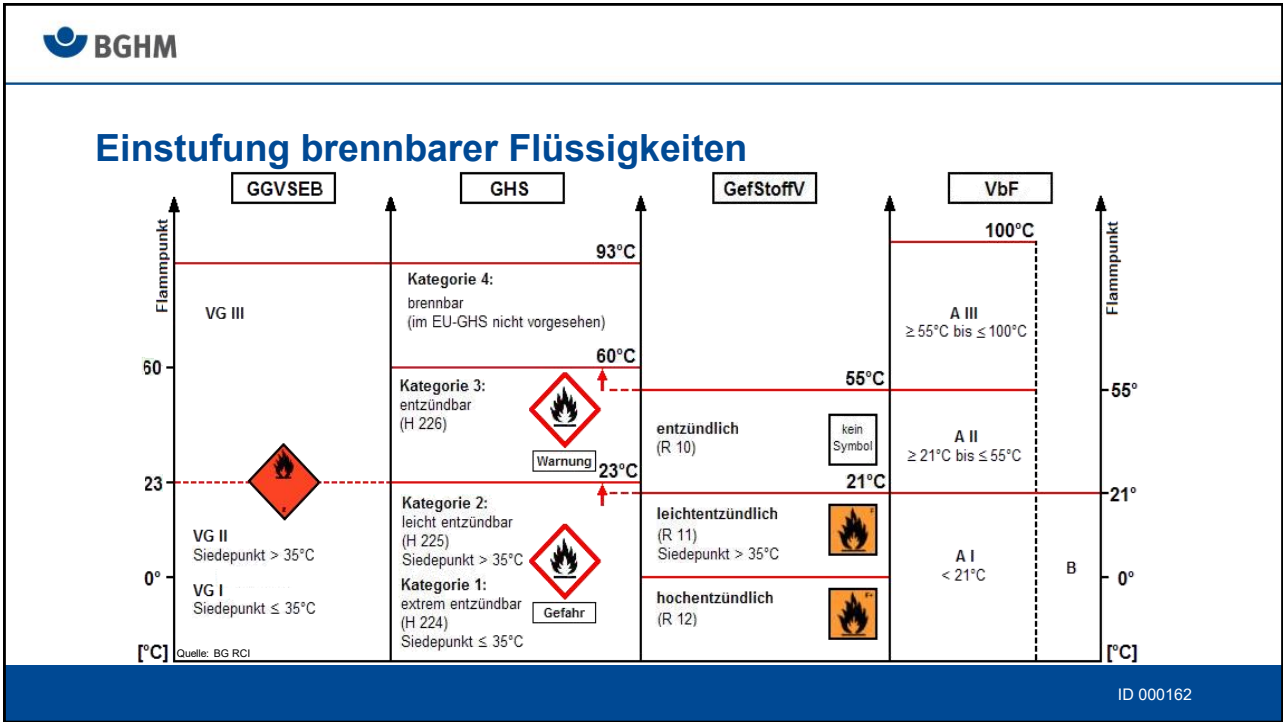 BGHM
Einstufung brennbarer Flüssigkeiten
GGVSEB
GHS
GefStoffV
VbF
Flammpunkt
60
23
0°
[°C]
VG III
VG II
Siedepunkt > 35°C
VG I
Siedepunkt ≤ 35°C
Quelle: BG RCI
93°C
Kategorie 4:
brennbar
(im EU-GHS nicht vorgesehen)
60°C
Kategorie 3:
entzündbar
(H 226)
Warnung
23°C
Kategorie 2:
leicht entzündbar
(H 225)
Siedepunkt > 35°C
Kategorie 1:
extrem entzündbar
(H 224)
Siedepunkt ≤ 35°C
Gefahr
55°C
entzündlich
(R 10)
kein
Symbol
21°C
leichtentzündlich
(R 11)
Siedepunkt > 35°C
F
hochentzündlich
(R 12)
F+
100°C
A III
≥ 55°C bis ≤ 100°C
A II
≥ 21°C bis ≤ 55°C
A I
< 21°C
B
Flammpunkt
55°
21°
0°
[°C]
ID 000162